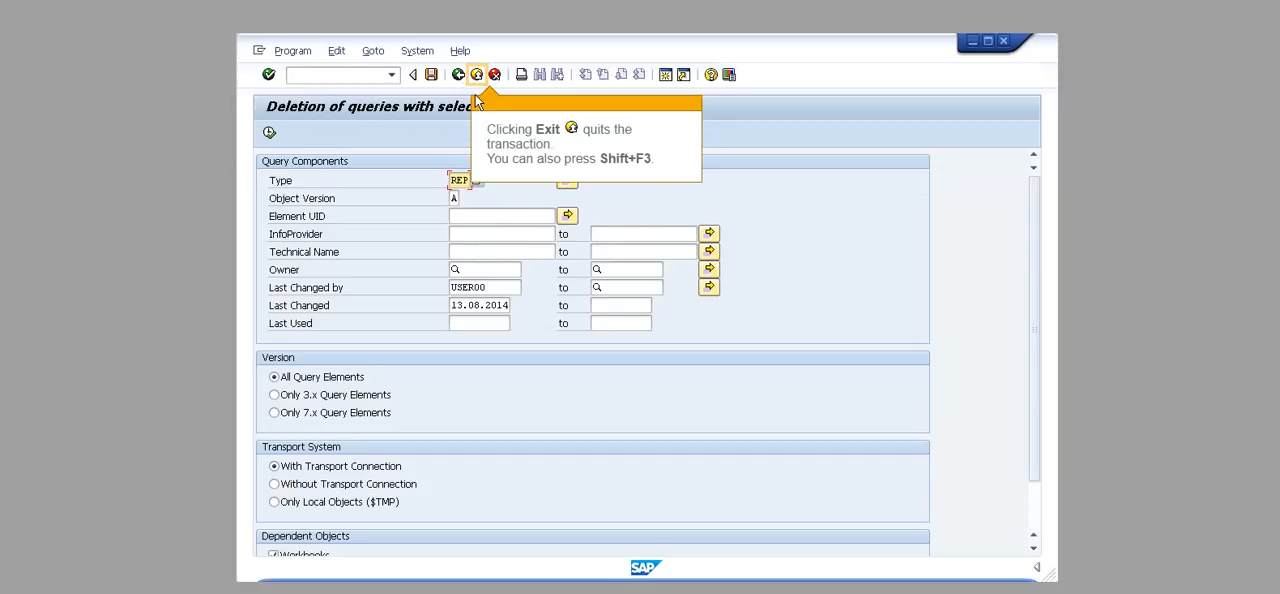 Program Edit Goto System Help
Deletion of queries with selec
Clicking Exit quits the
transaction.
You can also press Shift+F3.
Query Components
Type REP
Object Version A
Element UID
InfoProvider to
Technical Name to
Owner to
Last Changed by USER00 to
Last Changed 13.08.2014 to
Last Used to
Version
All Query Elements
Only 3.x Query Elements
Only 7.x Query Elements
Transport System
With Transport Connection
Without Transport Connection
Only Local Objects ($TMP)
Dependent Objects
Workbooks
SAP